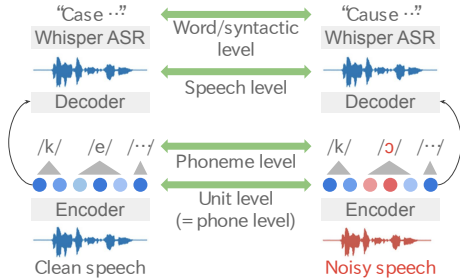 “Case ⋯”
Word/syntactic level
“Cause ⋯”
Whisper ASR
Whisper ASR
Speech level
Decoder
Decoder
/k/ /e/ /⋯/
Phoneme level
/k/ /ɔ/ /⋯/
Unit level
(= phone level)
Encoder
Encoder
Clean speech
Noisy speech